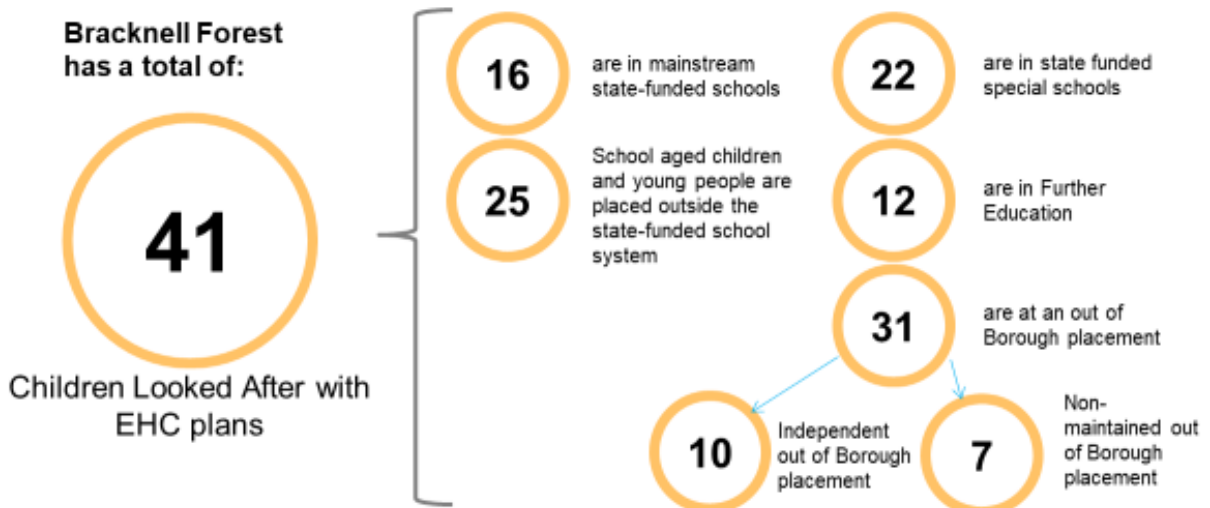 Bracknell Forest
has a total of:
41
Children Looked After with
EHC plans
16
are in mainstream
state-funded schools
25
School aged children
and young people are
placed outside the
state-funded school
system
22
are in state funded
special schools
12
are in Further
Education
31
are at an out of
Borough placement
10
Independent
out of Borough
placement
7
Non-
maintained out
of Borough
placement